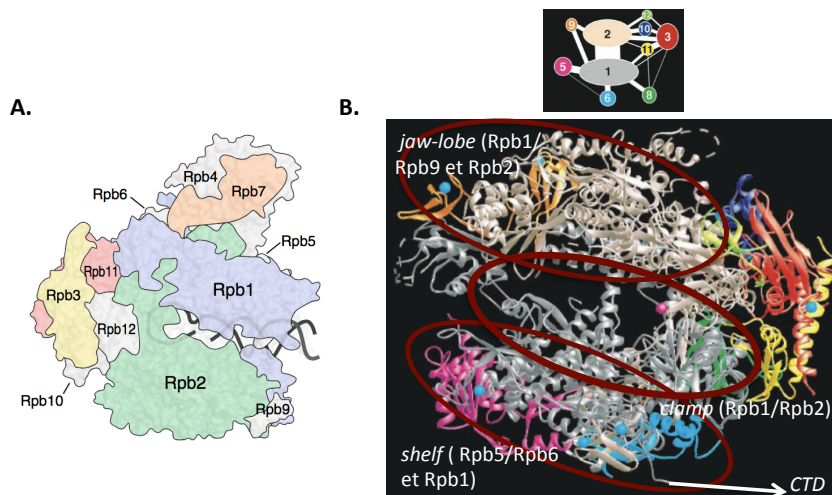 A.
Rpb4
Rpb7
Rpb6
Rpb5
Rpb11
Rpb3
Rpb1
Rpb12
Rpb2
Rpb10
Rpb9
B.
12
9
2
10
3
11
5
1
6
8
jaw-lobe (Rpb1/
Rpb9 et Rpb2)
clamp (Rpb1/Rpb2)
shelf ( Rpb5/Rpb6
et Rpb1)
CTD